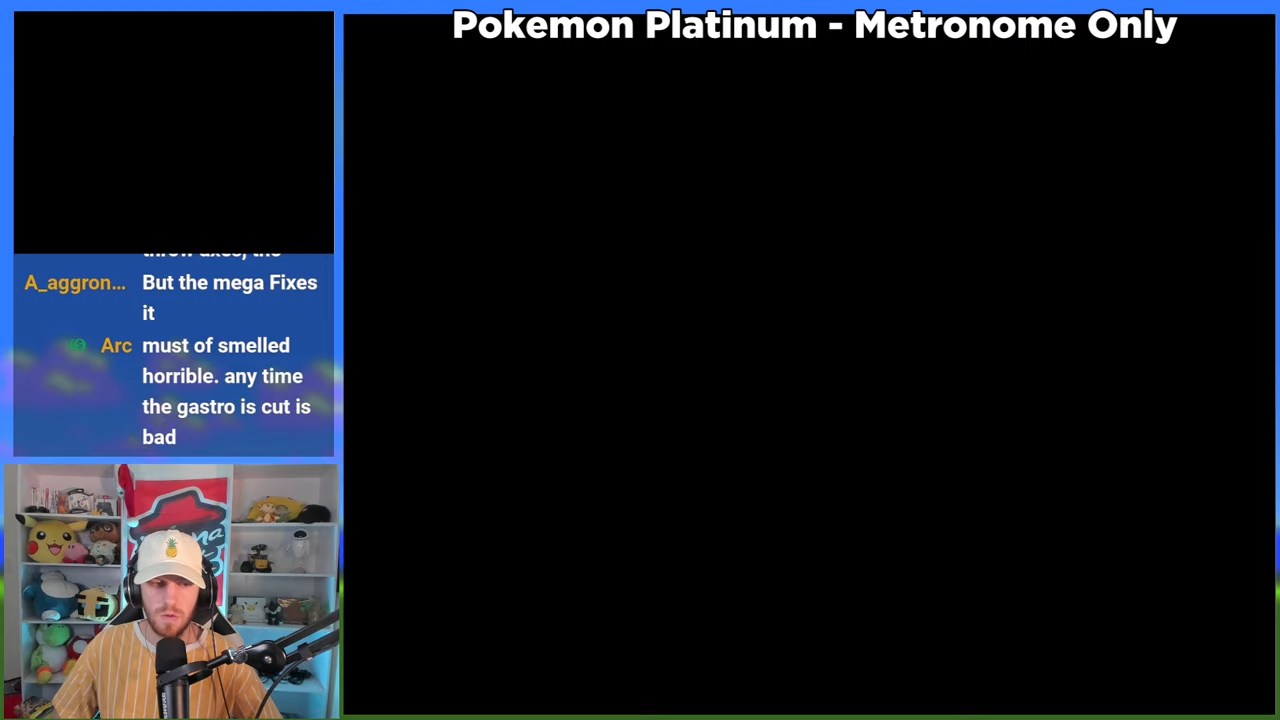 Pokemon Platinum - Metronome Only
A_aggron... But the mega Fixes
it
Arc must of smelled
horrible. any time
the gastro is cut is
bad